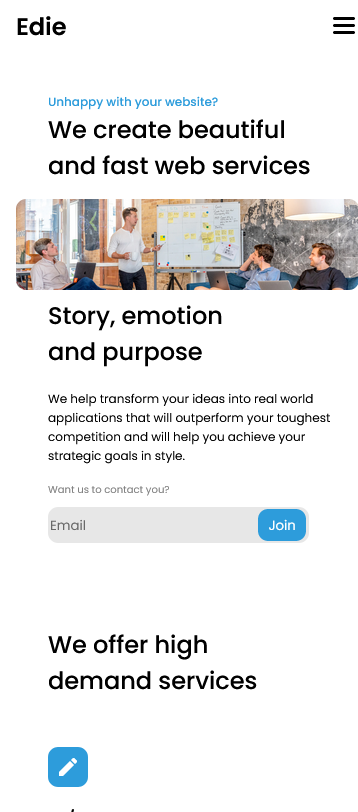 Edie
Unhappy with your website?
We create beautiful
and fast web services
Story, emotion
and purpose
We help transform your ideas into real world
applications that will outperform your toughest
competition and will help you achieve your
strategic goals in style.
Want us to contact you?
Email
Join
We offer high
demand services